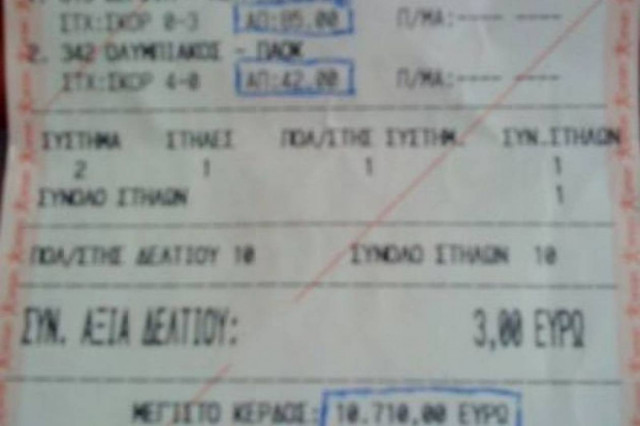 ΣΤΧ:ΣΚΟΡ 0-3 ΑΠ:85.00 Π/ΜΑ:---- ----
2. 342 ΟΛΥΜΠΙΑΚΟΣ - ΠΑΟΚ
ΣΤΧ:ΣΚΟΡ 4-0 ΑΠ:42.00 Π/ΜΑ:---- ----
ΣΥΣΤΗΜΑ ΣΤΗΛΕΣ ΠΟΛ/ΣΤΗΣ ΣΥΣΤΗΜ. ΣΥΝ.ΣΤΗΛΩΝ
2 1 1 1
ΣΥΝΟΛΟ ΣΤΗΛΩΝ 1
ΠΟΛ/ΣΤΗΣ ΔΕΛΤΙΟΥ 10 ΣΥΝΟΛΟ ΣΤΗΛΩΝ 10
ΣΥΝ. ΑΞΙΑ ΔΕΛΤΙΟΥ: 3,00 ΕΥΡΩ
ΜΕΓΙΣΤΟ ΚΕΡΔΟΣ: 10.710,00 ΕΥΡΩ